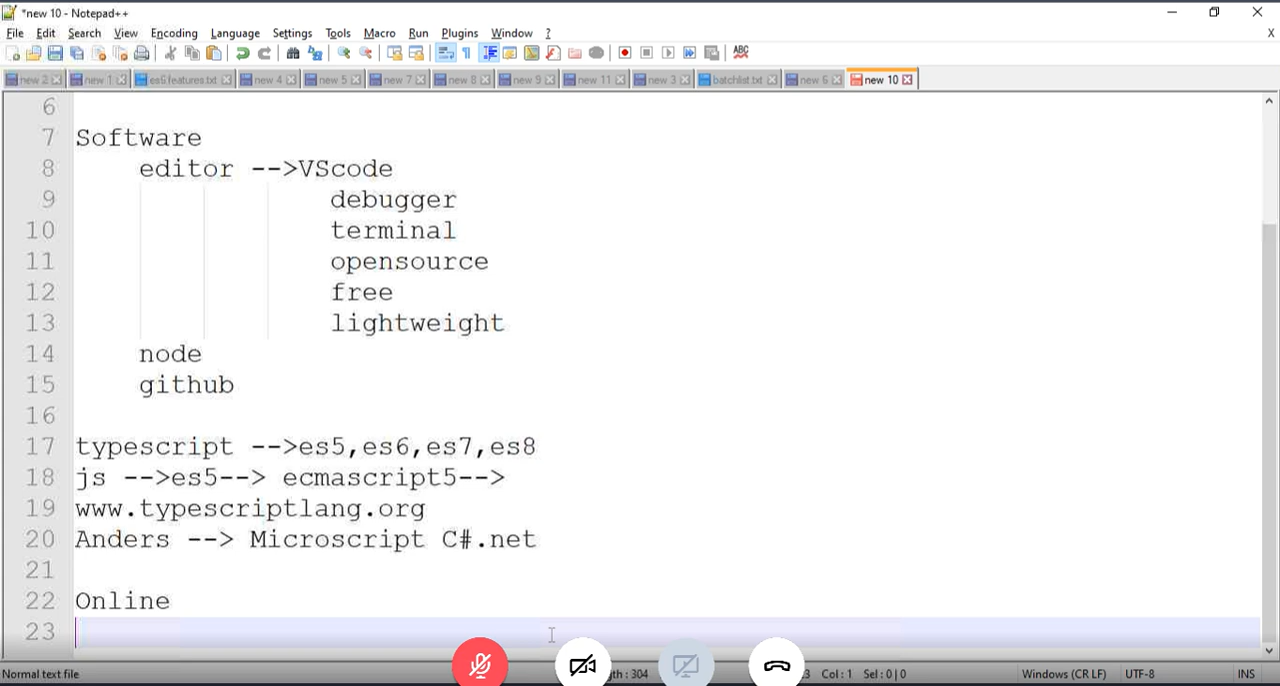 *new 10 - Notepad++
File Edit Search View Encoding Language Settings Tools Macro Run Plugins Window ? X
ABC
new 2 new 1 es6 features.txt new 4 new 5 new 7 new 8 new 9 new 11 new 3 batchlist.txt new 6 new 10
6
7 Software
8 editor -->VScode
9 debugger
10 terminal
11 opensource
12 free
13 lightweight
14 node
15 github
16
17 typescript -->es5,es6,es7,es8
18 js -->es5--> ecmascript5-->
19 www.typescriptlang.org
20 Anders --> Microscript C#.net
21
22 Online
23
Normal text file th : 304 3 Col : 1 Sel : 0 | 0 Windows (CR LF) UTF-8 INS